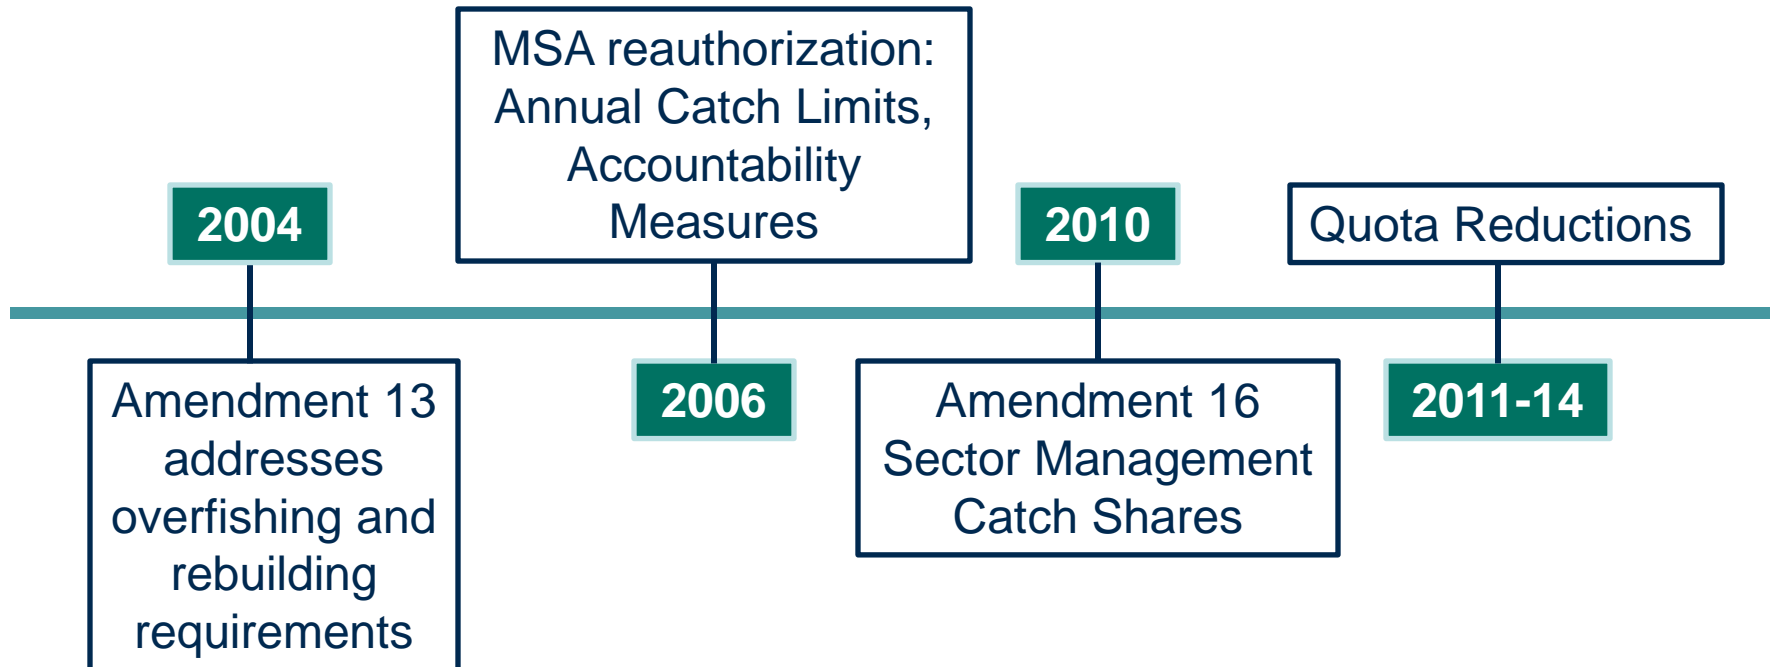 2004
Amendment 13
addresses
overfishing and
rebuilding
requirements
MSA reauthorization:
Annual Catch Limits,
Accountability
Measures
2006
2010
Amendment 16
Sector Management
Catch Shares
Quota Reductions
2011-14